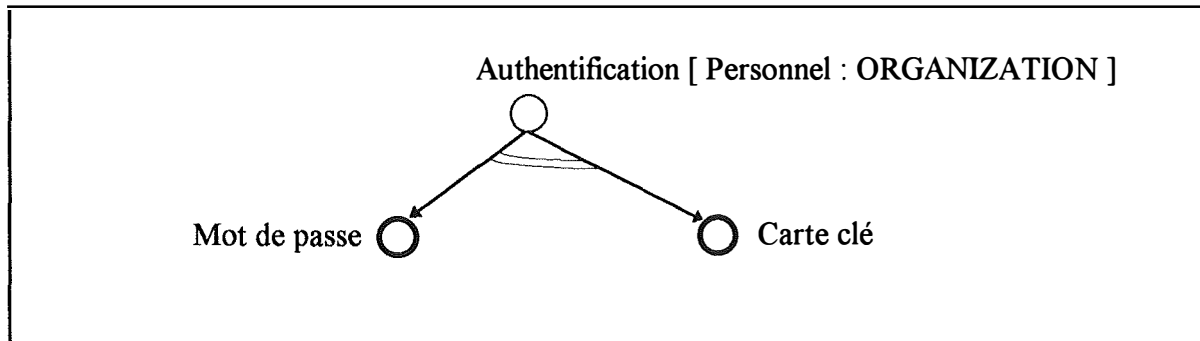 Authentification [ Personnel : ORGANIZATION ]
Mot de passe
Carte clé